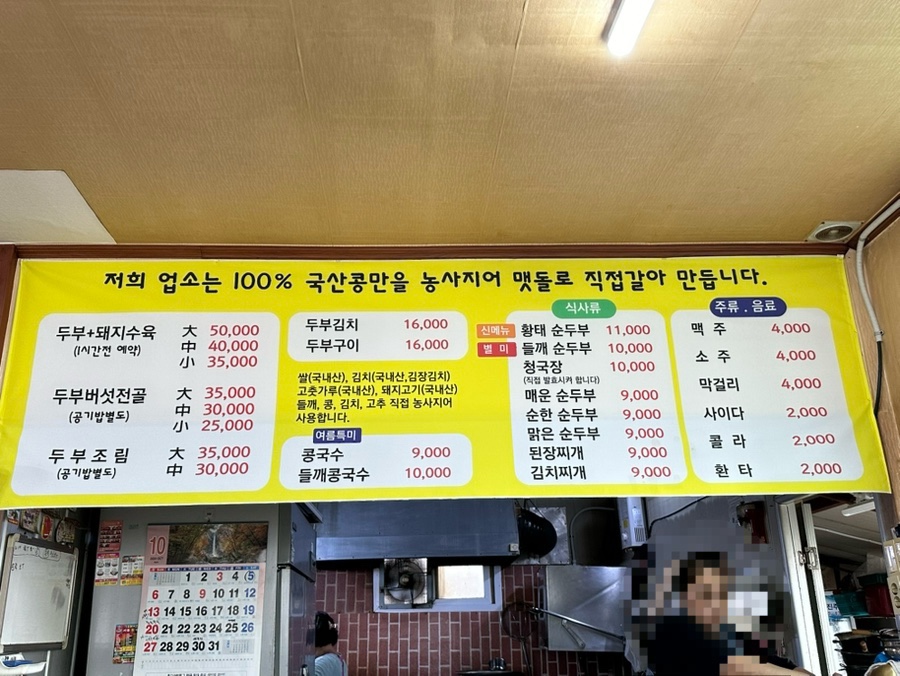 저희 업소는 100% 국산콩만을 농사지어 맷돌로 직접갈아 만듭니다.
두부+돼지수육 大 50,000
(1시간전 예약) 中 40,000
小 35,000
두부버섯전골 大 35,000
(공기밥별도) 中 30,000
小 25,000
두부조림 大 35,000
(공기밥별도) 中 30,000
두부김치 16,000
두부구이 16,000
쌀(국내산), 김치(국내산,김장김치)
고춧가루(국내산), 돼지고기(국내산)
들깨, 콩, 김치, 고추 직접 농사지어
사용합니다.
여름특미
콩국수 9,000
들깨콩국수 10,000
식사류
신메뉴 황태 순두부 11,000
별미 들깨 순두부 10,000
청국장 10,000
(직접 발효시켜 합니다)
매운 순두부 9,000
순한 순두부 9,000
맑은 순두부 9,000
된장찌개 9,000
김치찌개 9,000
주류.음료
맥주 4,000
소주 4,000
막걸리 4,000
사이다 2,000
콜라 2,000
환타 2,000
10
1 2 3 4 5
6 7 8 9 10 11 12
13 14 15 16 17 18 19
20 21 22 23 24 25 26
27 28 29 30 31